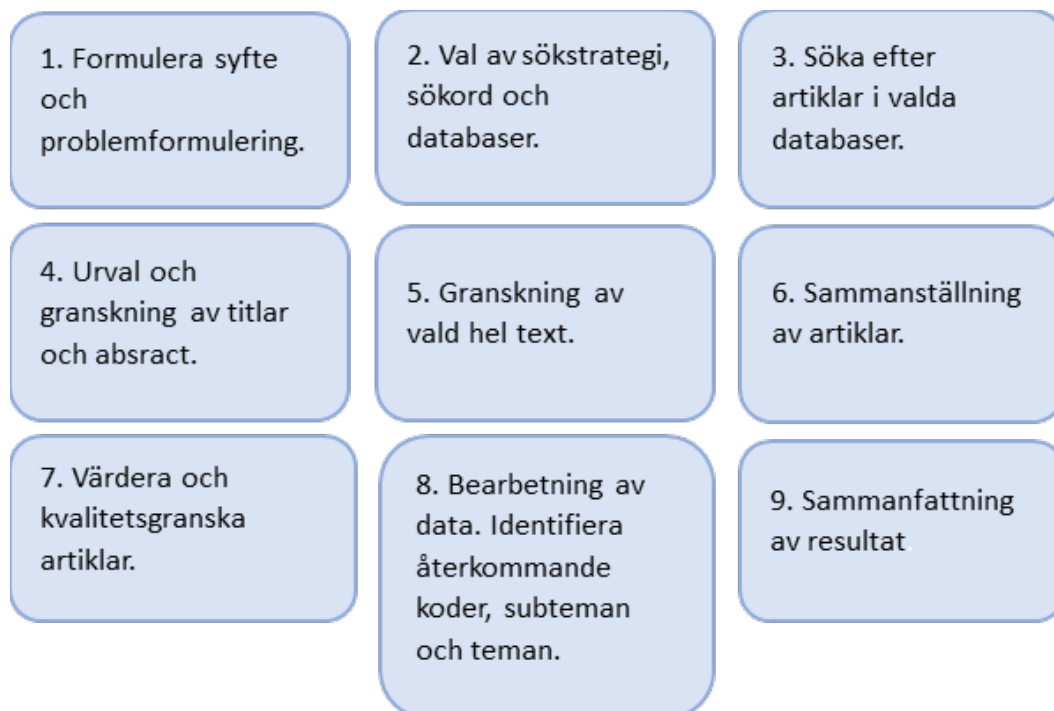 1. Formulera syfte
och
problemformulering.
2. Val av sökstrategi,
sökord och
databaser.
3. Söka efter
artiklar i valda
databaser.
4. Urval och
granskning av titlar
och absract.
5. Granskning av
vald hel text.
6. Sammanställning
av artiklar.
7. Värdera och
kvalitetsgranska
artiklar.
8. Bearbetning av
data. Identifiera
återkommande
koder, subteman
och teman.
9. Sammanfattning
av resultat